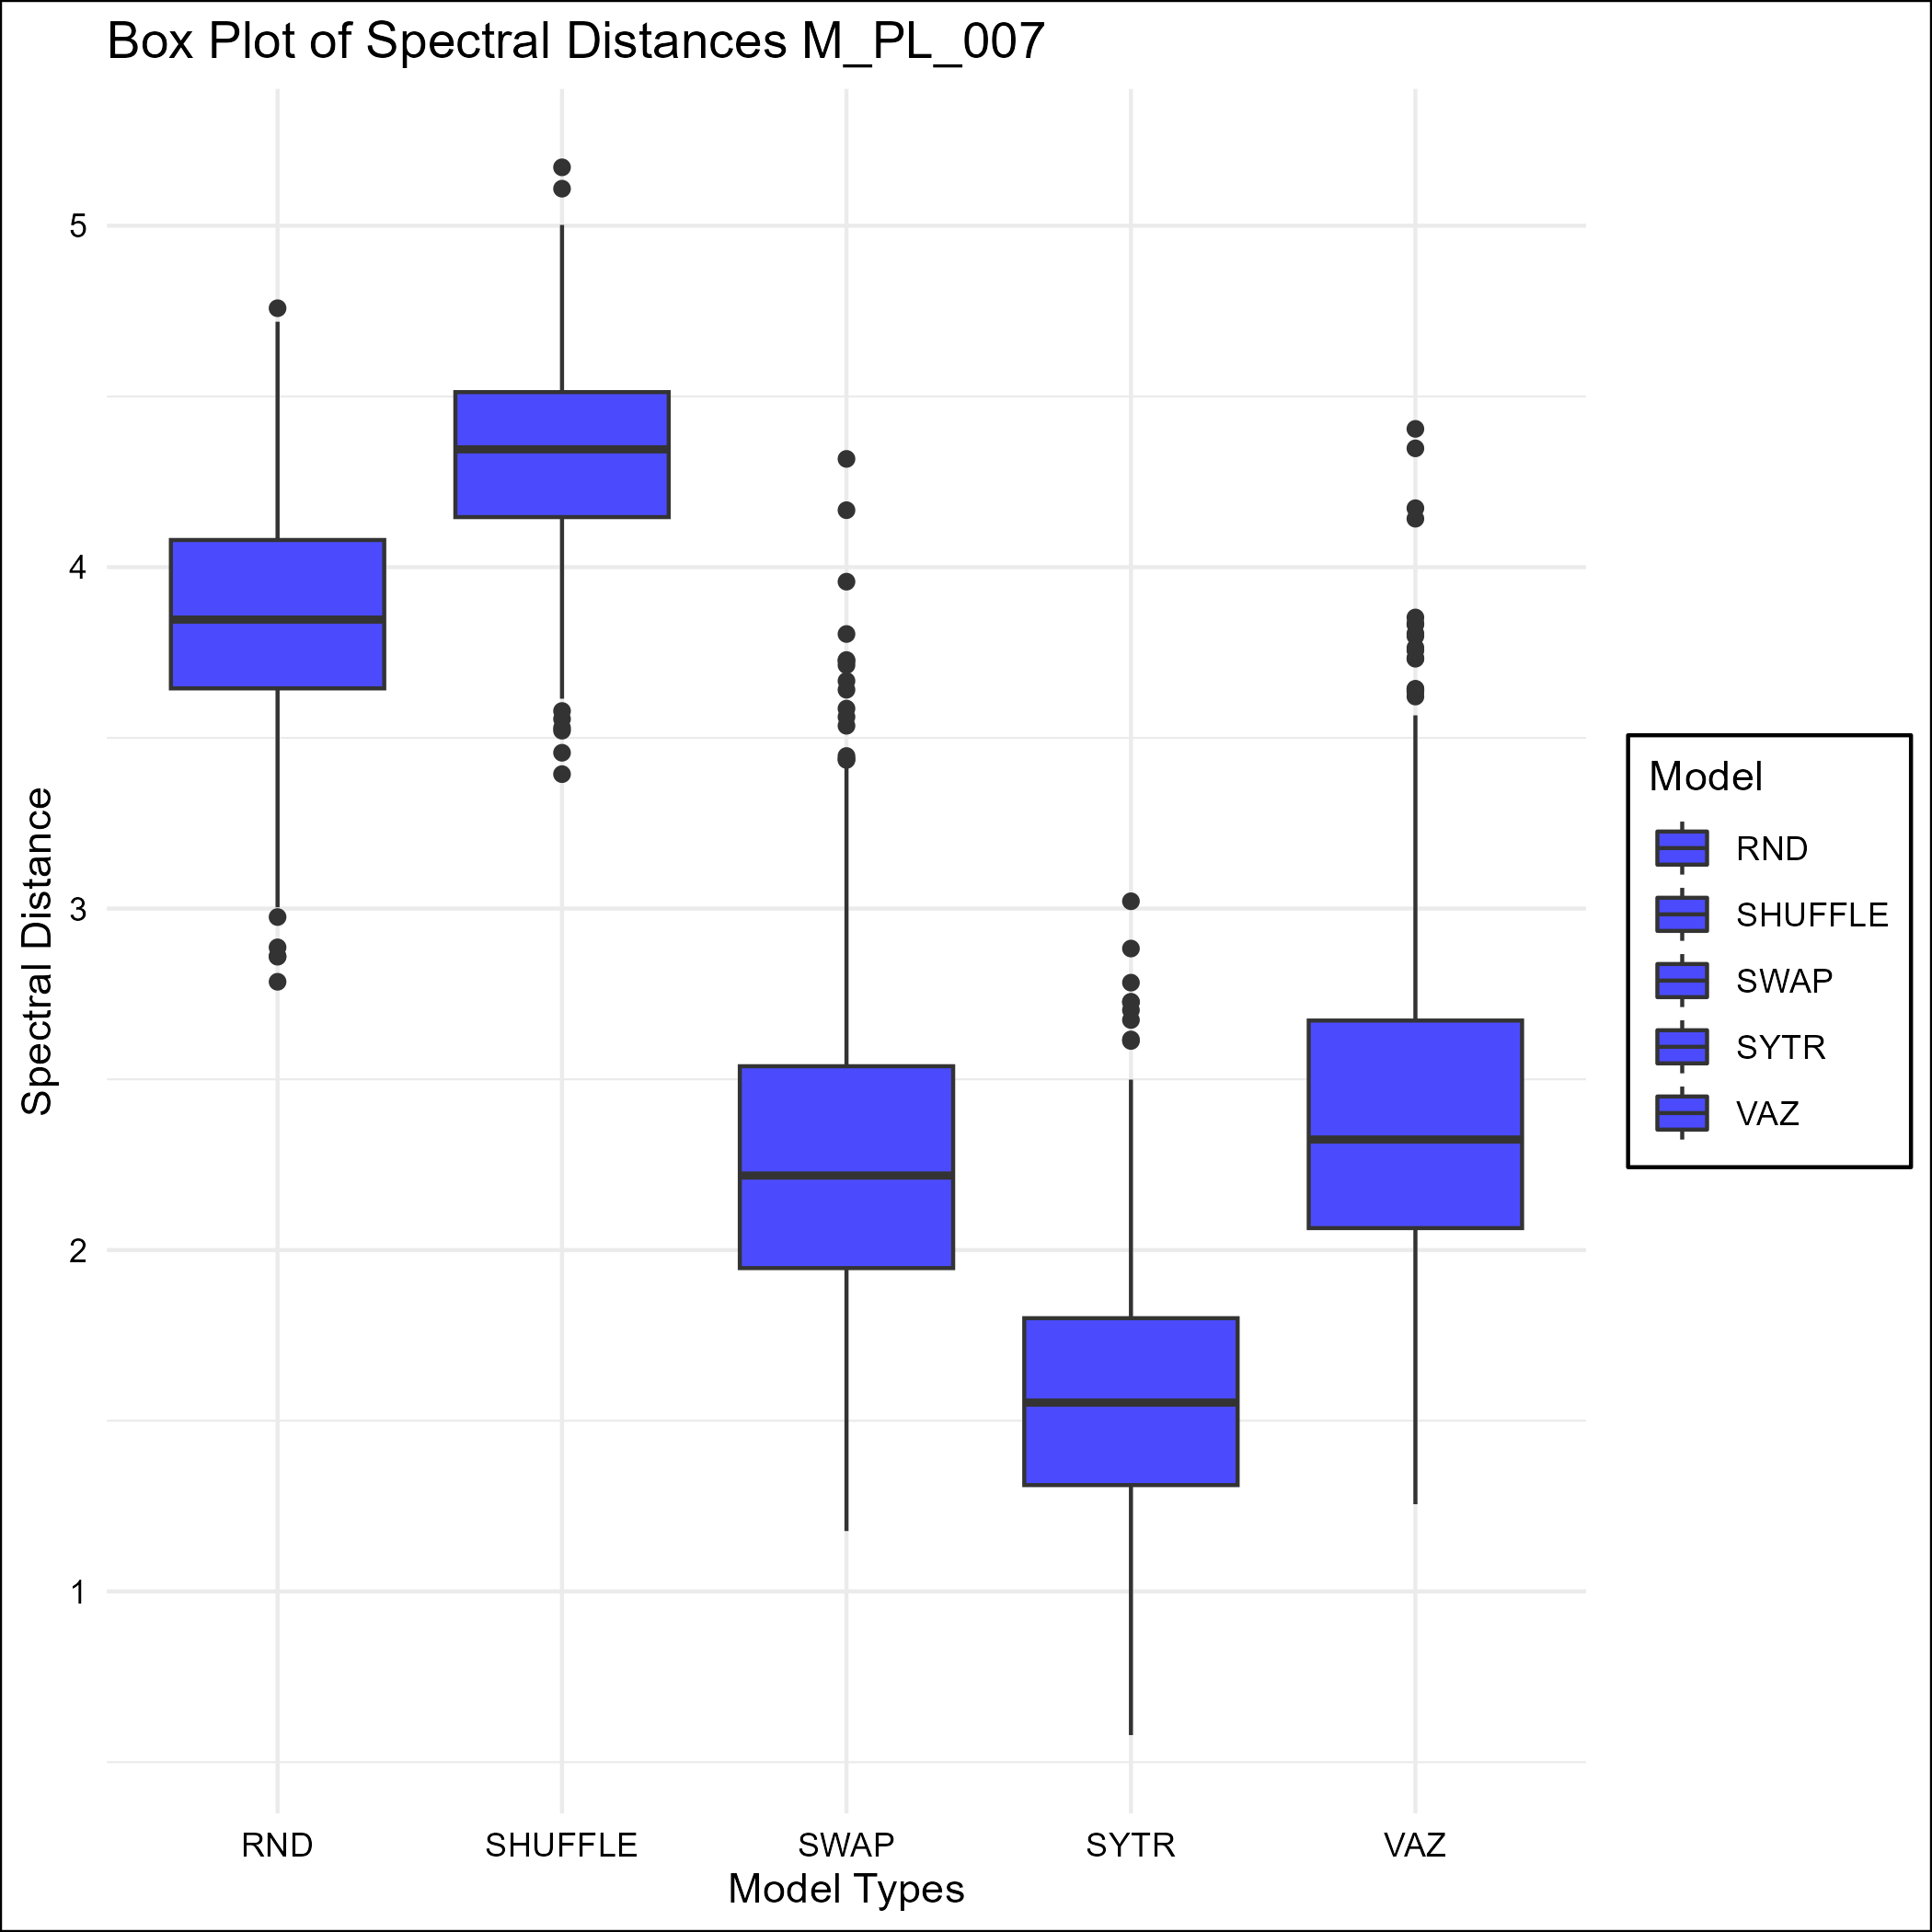 Box Plot of Spectral Distances M_PL_007
Spectral Distance
5
4
3
2
1
RND SHUFFLE SWAP SYTR VAZ
Model Types
Model
RND
SHUFFLE
SWAP
SYTR
VAZ